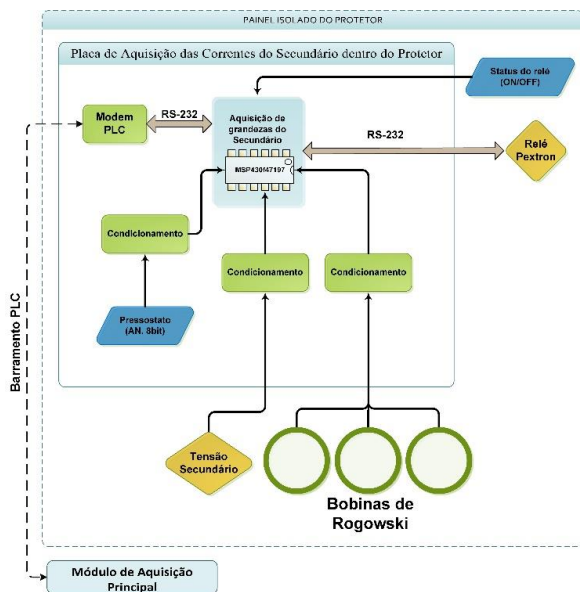 PAINEL ISOLADO DO PROTETOR
Placa de Aquisição das Correntes do Secundário dentro do Protetor
Status do relé
(ON/OFF)
Modem
PLC
RS-232
Aquisição de
grandezas do
Secundário
MSP430f47197
RS-232
Relé
Pextron
Condicionamento
Condicionamento
Condicionamento
Pressostato
(AN. 8bit)
Barramento PLC
Tensão
Secundário
Bobinas de
Rogowski
Módulo de Aquisição
Principal